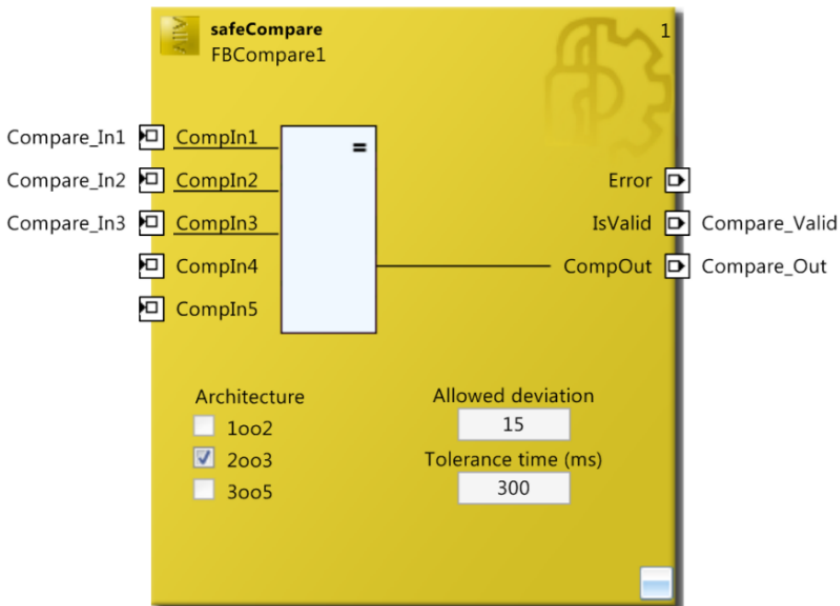 safeCompare
1
FBCompare1
Compare_In1 CompIn1
=
Compare_In2 CompIn2
Error
Compare_In3 CompIn3
IsValid Compare_Valid
CompIn4
CompOut Compare_Out
CompIn5
Architecture
1oo2
2oo3
3oo5
Allowed deviation
15
Tolerance time (ms)
300